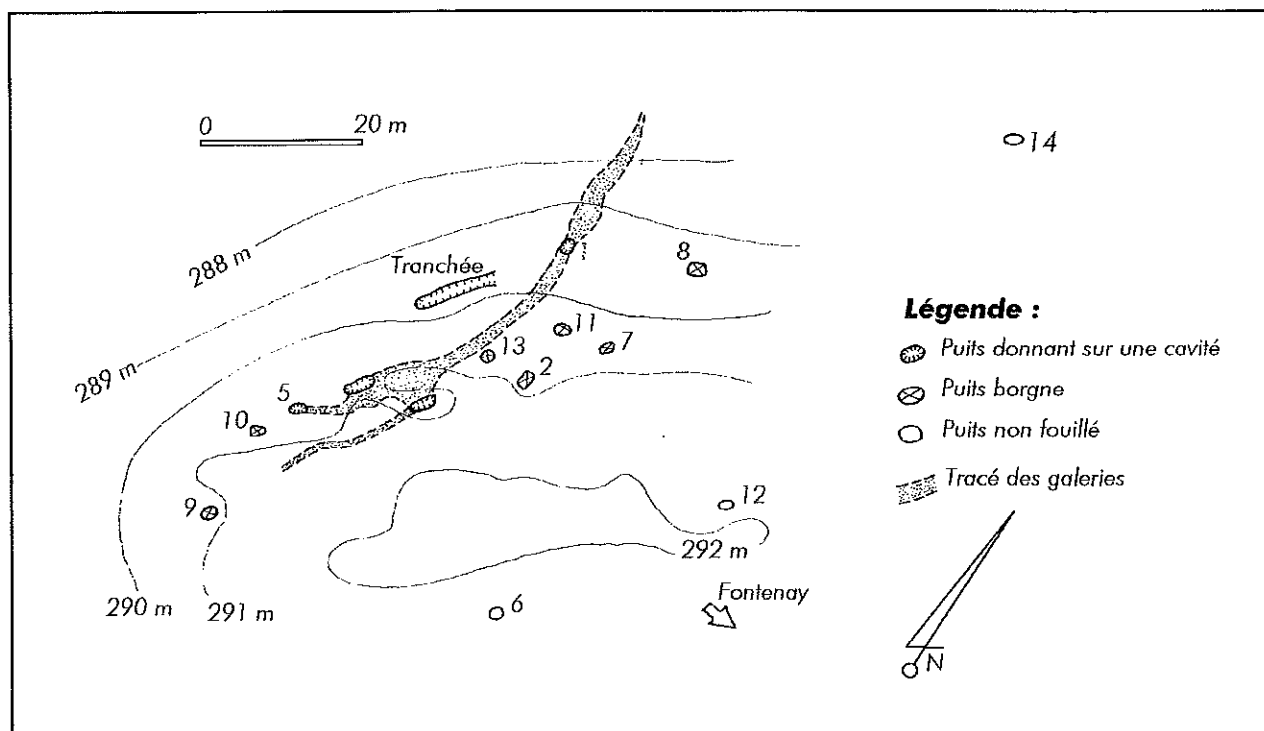 0 20 m
14
288 m
Tranchée
1
8
289 m
11
7
13
2
5
10
9
12
292 m
290 m
291 m
6
Fontenay
Légende :
Puits donnant sur une cavité
Puits borgne
Puits non fouillé
Tracé des galeries
N